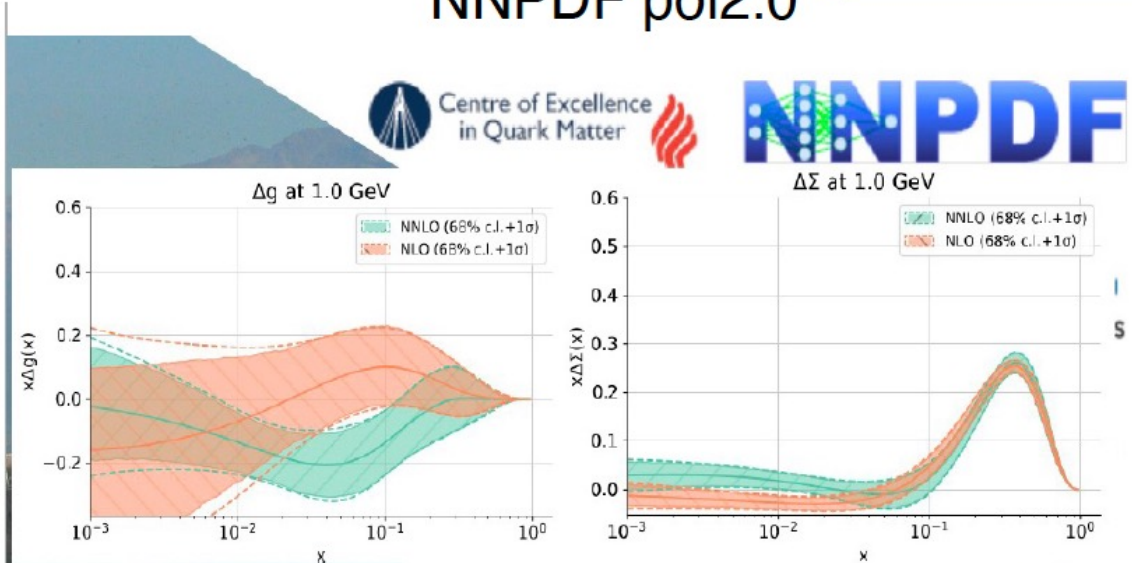 NNPDF pol2.0
Centre of Excellence
in Quark Matter
NNPDF
Δg at 1.0 GeV
0.6
0.4
0.2
0.0
−0.2
xΔg(x)
NNLO (68% c.l.+1σ)
NLO (68% c.l.+1σ)
10⁻³
10⁻²
10⁻¹
10⁰
x
ΔΣ at 1.0 GeV
0.6
0.5
0.4
0.3
0.2
0.1
0.0
xΔΣ(x)
NNLO (68% c.l.+1σ)
NLO (68% c.l.+1σ)
10⁻³
10⁻²
10⁻¹
10⁰
x
s